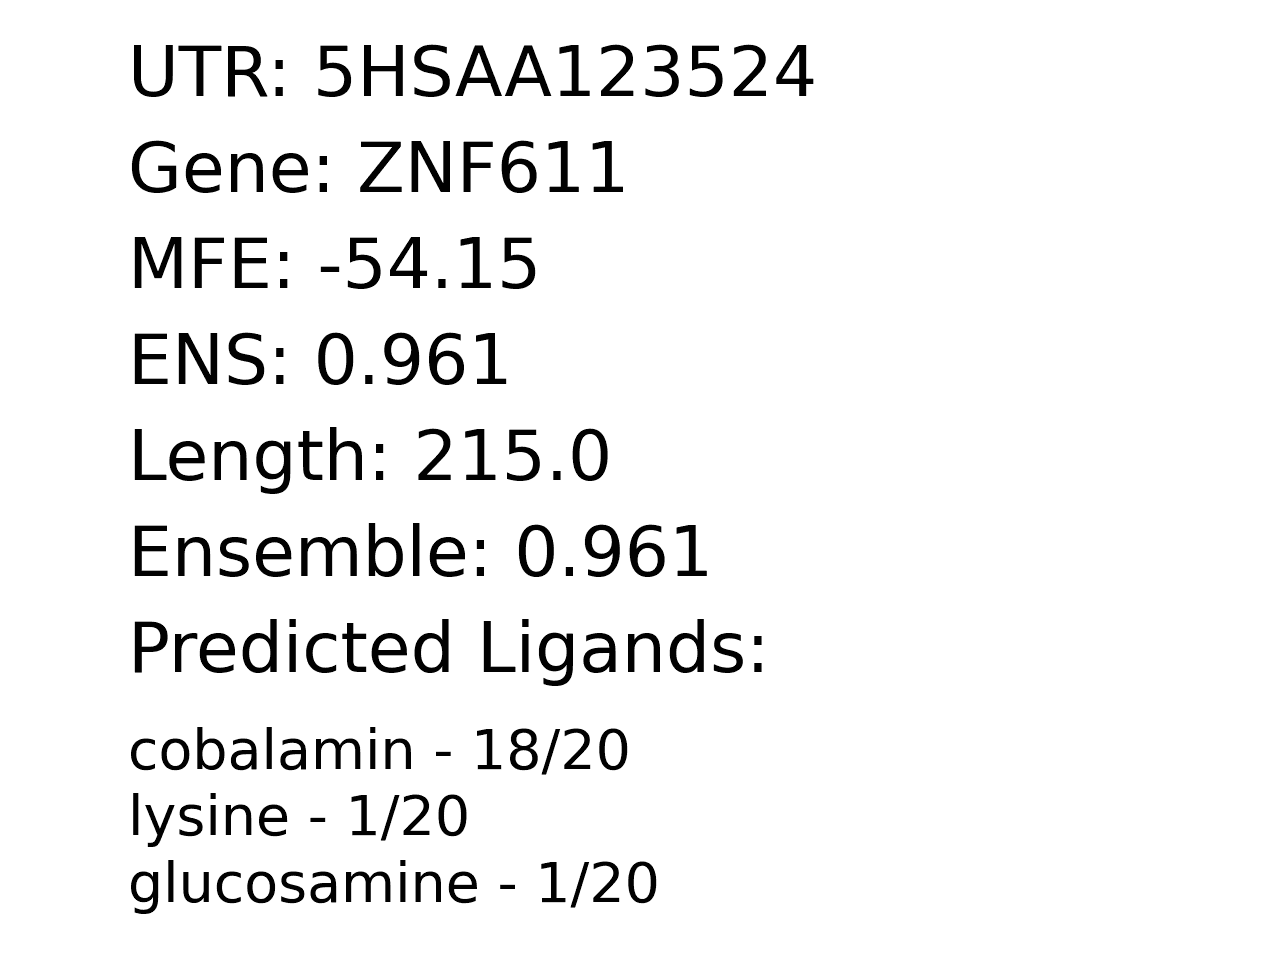 UTR: 5HSAA123524
Gene: ZNF611
MFE: -54.15
ENS: 0.961
Length: 215.0
Ensemble: 0.961
Predicted Ligands:
cobalamin - 18/20
lysine - 1/20
glucosamine - 1/20